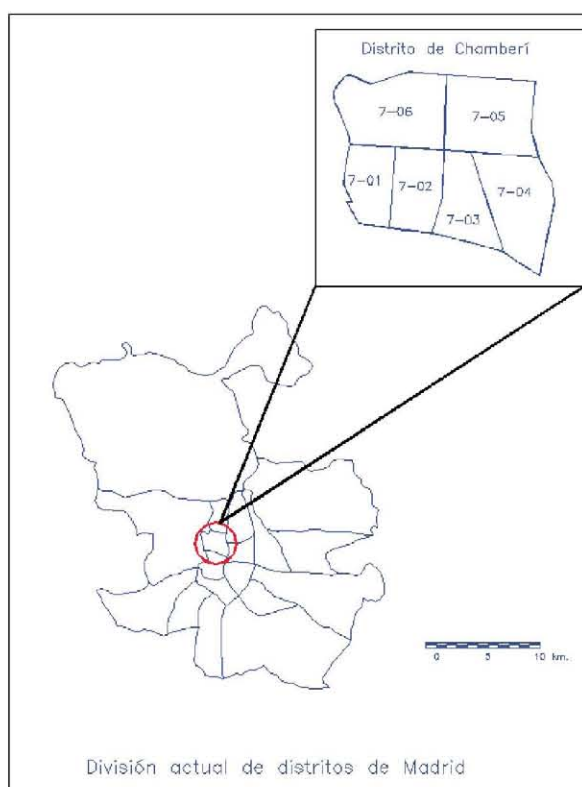 Distrito de Chamberí
7-06
7-05
7-01
7-02
7-03
7-04
0 5 10 km.
División actual de distritos de Madrid